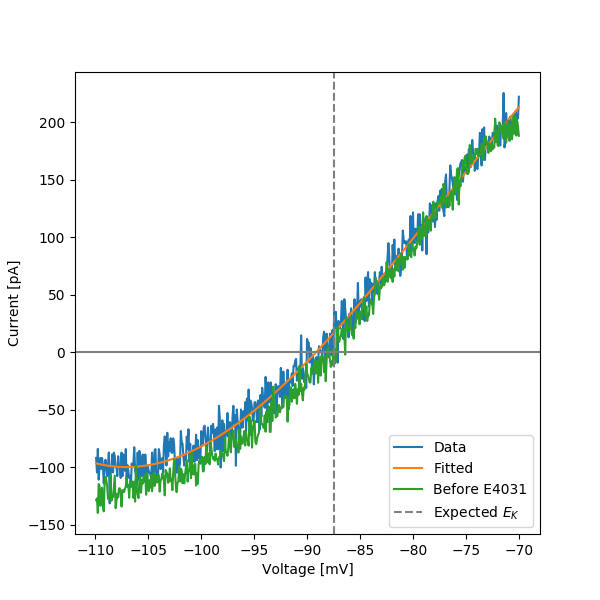 200
150
100
50
0
−50
−100
−150
−110
−105
−100
−95
−90
−85
−80
−75
−70
Current [pA]
Voltage [mV]
Data
Fitted
Before E4031
Expected E_K